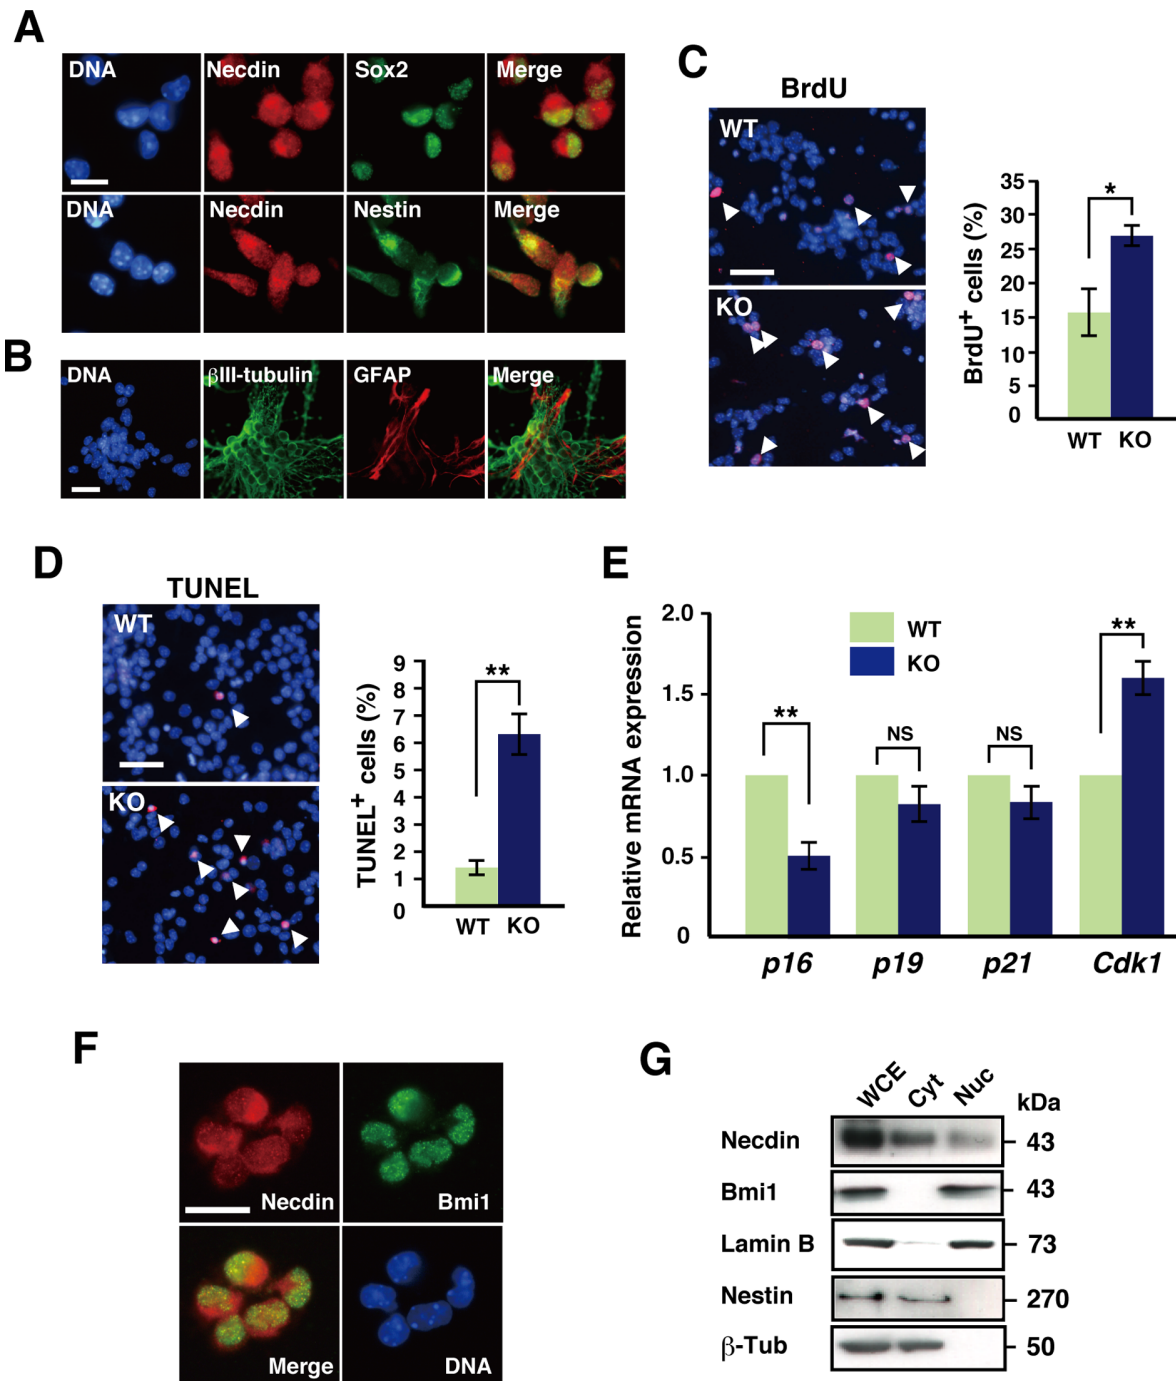 A
DNA Necdin Sox2 Merge
DNA Necdin Nestin Merge
B
DNA βIII-tubulin GFAP Merge
C
BrdU
WT
KO
BrdU+ cells (%)
35
30
25
20
15
10
5
0
WT KO
*
D
TUNEL
WT
KO
TUNEL+ cells (%)
9
8
7
6
5
4
3
2
1
0
WT KO
**
E
Relative mRNA expression
2.0
1.5
1.0
0.5
0
WT
KO
** NS NS **
p16 p19 p21 Cdk1
F
Necdin Bmi1
Merge DNA
G
WCE Cyt Nuc kDa
Necdin 43
Bmi1 43
Lamin B 73
Nestin 270
β-Tub 50